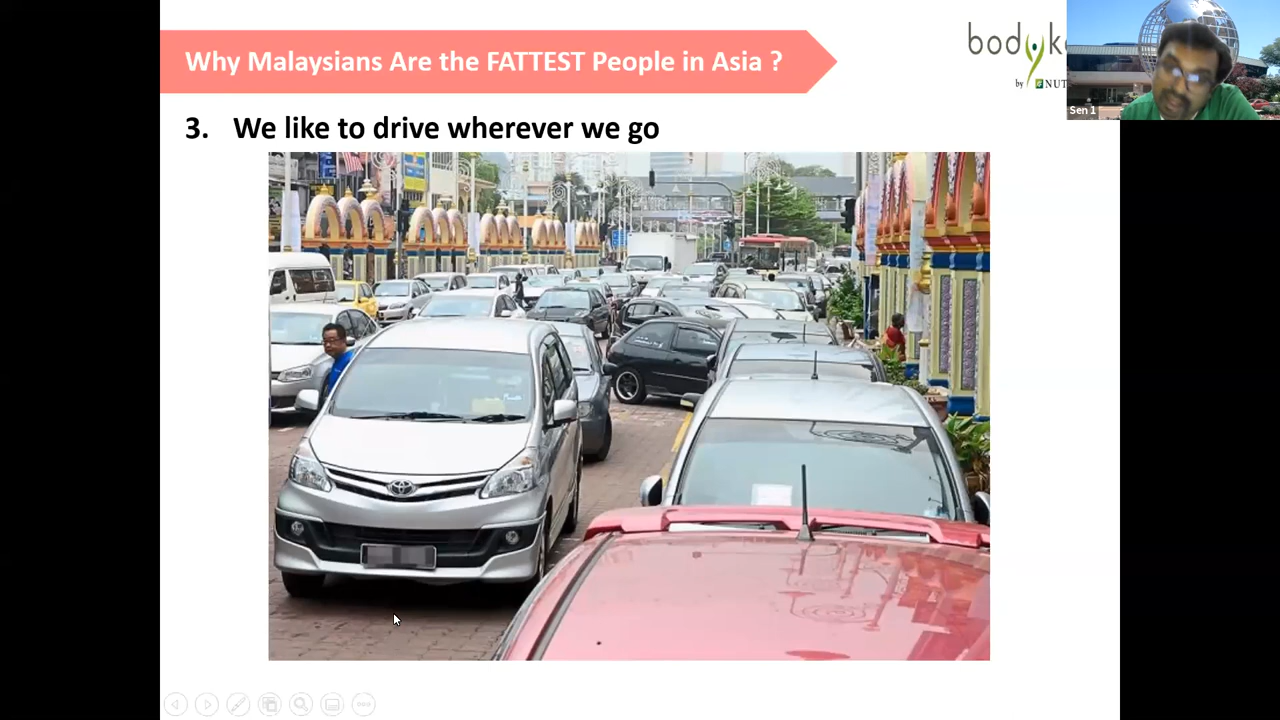 Why Malaysians Are the FATTEST People in Asia ?
bodyk
by NUT
Sen 1
3. We like to drive wherever we go